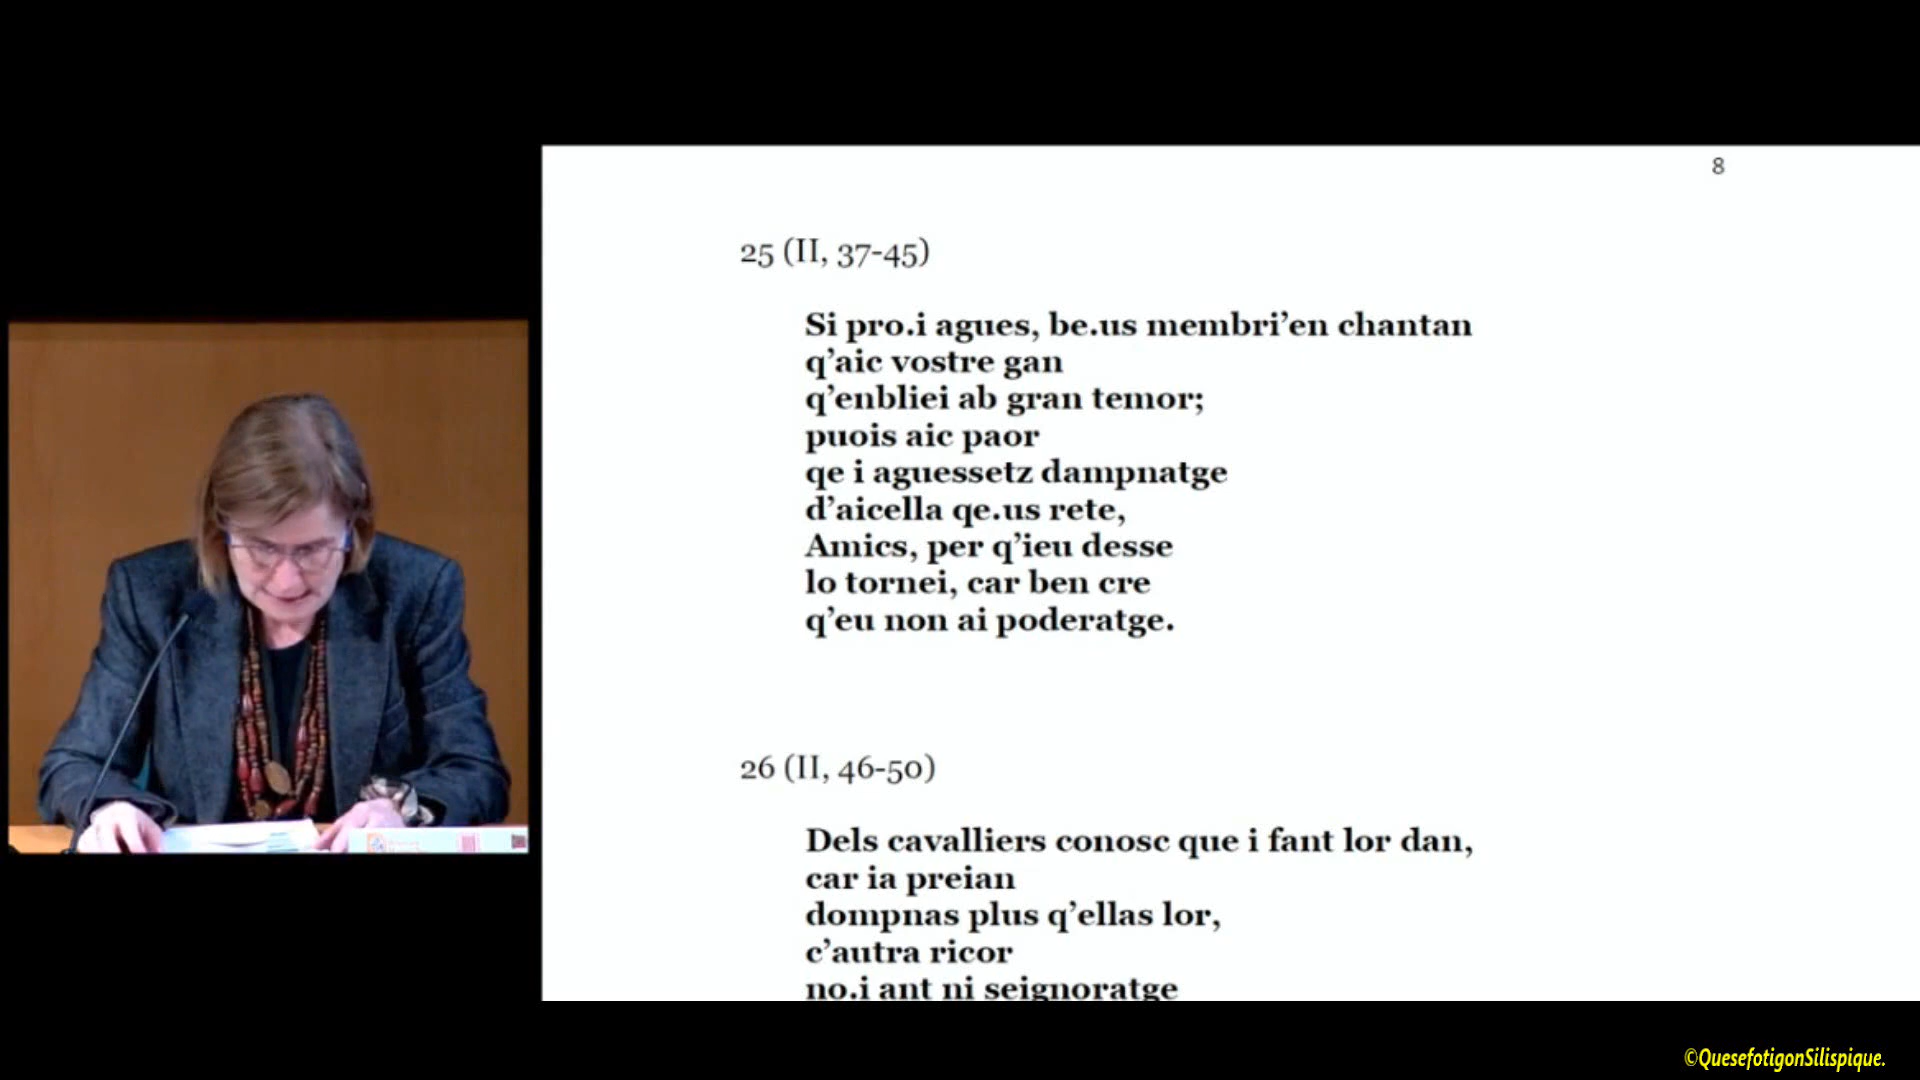 8
25 (II, 37-45)
Si pro.i agues, be.us membri’en chantan
q’aic vostre gan
q’enbliei ab gran temor;
puois aic paor
qe i aguessetz dampnatge
d’aicella qe.us rete,
Amics, per q’ieu desse
lo tornei, car ben cre
q’eu non ai poderatge.
26 (II, 46-50)
Dels cavalliers conosc que i fant lor dan,
car ia preian
dompnas plus q’ellas lor,
c’autra ricor
no.i ant ni seignoratge
©QuesefotigonSilispique.